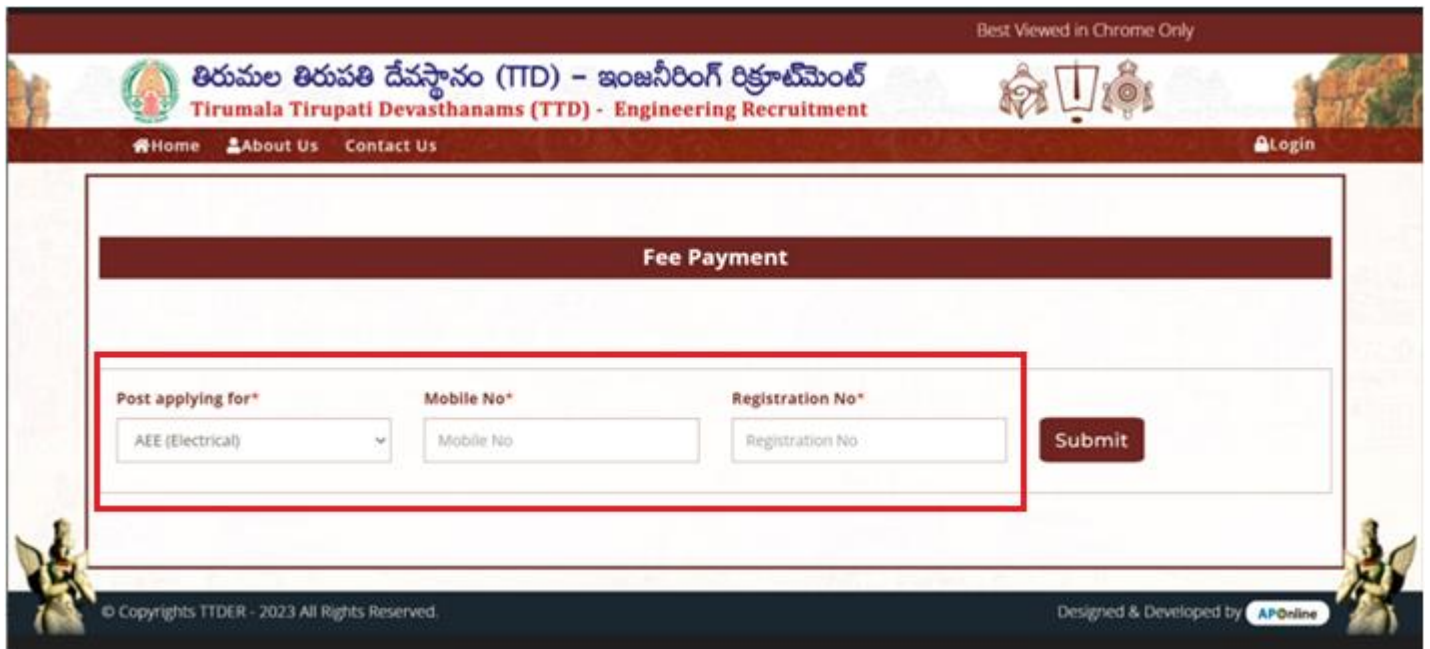 Best Viewed in Chrome Only
తిరుమల తిరుపతి దేవస్థానం (TTD) – ఇంజనీరింగ్ రిక్రూట్‌మెంట్
Tirumala Tirupati Devasthanams (TTD) - Engineering Recruitment
Home About Us Contact Us Login
Fee Payment
Post applying for* Mobile No* Registration No*
AEE (Electrical) Mobile No Registration No Submit
© Copyrights TTDER - 2023 All Rights Reserved. Designed & Developed by APOnline